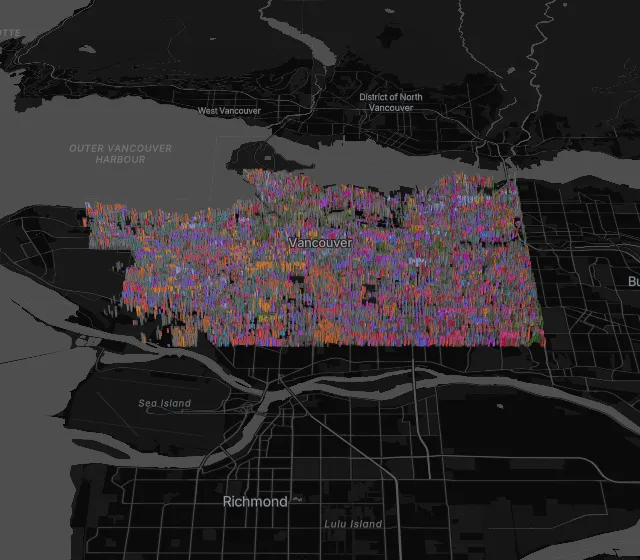 West Vancouver
District of North
Vancouver
OUTER VANCOUVER
HARBOUR
Vancouver
Sea Island
Richmond
Lulu Island